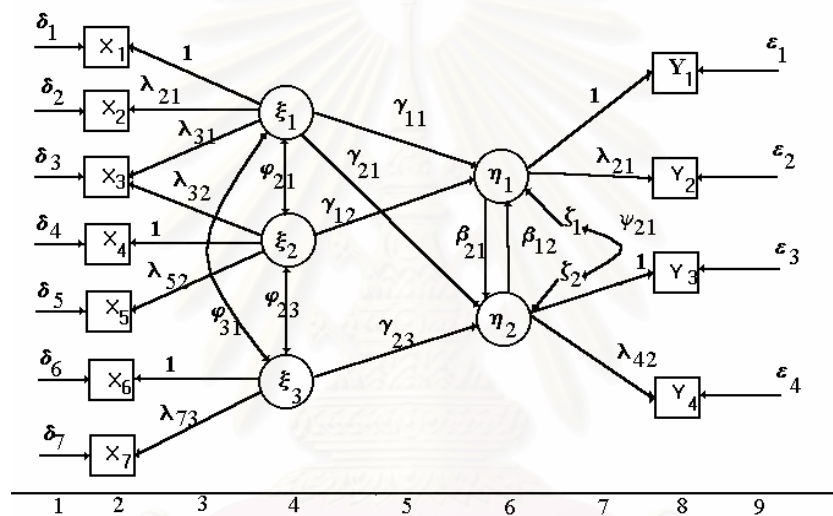 δ1 X1 1 λ21
δ2 X2 λ31 ξ1 γ11 1 Y1 ε1
δ3 X3 λ32 φ21 γ21 η1 λ21 Y2 ε2
δ4 X4 1 ξ2 γ12 β21 β12 ζ1 ψ21
δ5 X5 λ52 φ31 φ23 ζ2 1 Y3 ε3
δ6 X6 1 ξ3 γ23 η2 λ42 Y4 ε4
δ7 X7 λ73
1 2 3 4 5 6 7 8 9